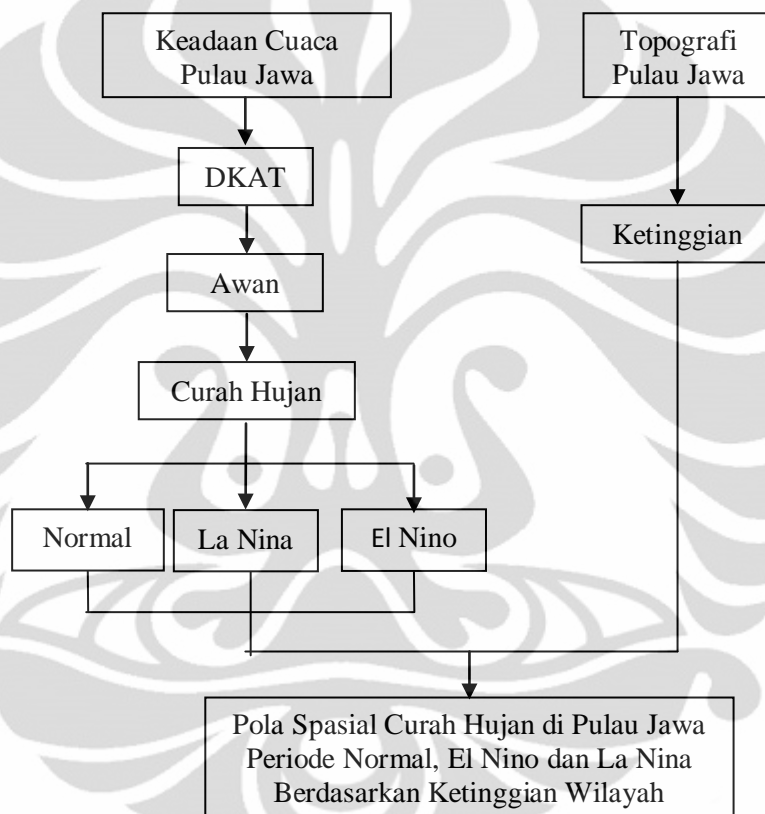 Keadaan Cuaca
Pulau Jawa
Topografi
Pulau Jawa
DKAT
Ketinggian
Awan
Curah Hujan
Normal
La Nina
El Nino
Pola Spasial Curah Hujan di Pulau Jawa
Periode Normal, El Nino dan La Nina
Berdasarkan Ketinggian Wilayah